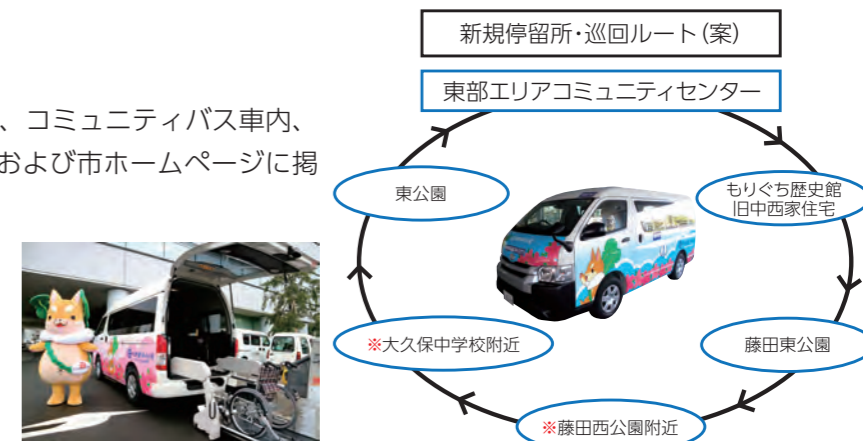 新規停留所・巡回ルート(案)
東部エリアコミュニティセンター
、コミュニティバス車内、
および市ホームページに掲
東公園
もりぐち歴史館
旧中西家住宅
※大久保中学校附近
藤田東公園
※藤田西公園附近